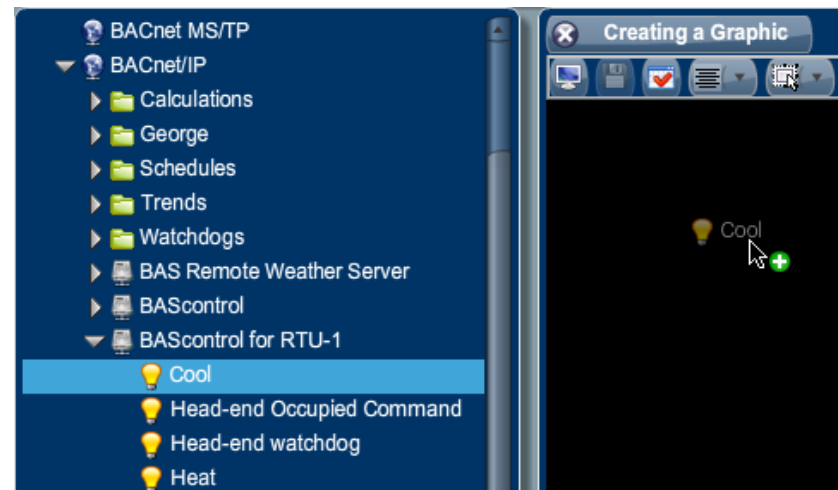 BACnet MS/TP
BACnet/IP
Calculations
George
Schedules
Trends
Watchdogs
BAS Remote Weather Server
BAScontrol
BAScontrol for RTU-1
Cool
Head-end Occupied Command
Head-end watchdog
Heat
Creating a Graphic
Cool